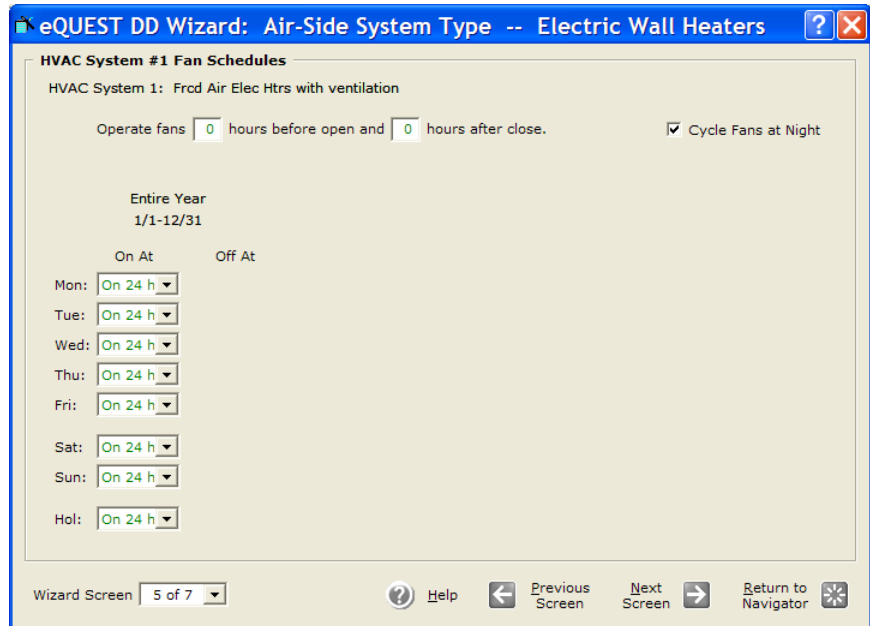 eQUEST DD Wizard: Air-Side System Type -- Electric Wall Heaters
HVAC System #1 Fan Schedules
HVAC System 1: Frcd Air Elec Htrs with ventilation
Operate fans 0 hours before open and 0 hours after close. Cycle Fans at Night
Entire Year
1/1-12/31
On At Off At
Mon: On 24 h
Tue: On 24 h
Wed: On 24 h
Thu: On 24 h
Fri: On 24 h
Sat: On 24 h
Sun: On 24 h
Hol: On 24 h
Wizard Screen 5 of 7 ? Help Previous Screen Next Screen Return to Navigator